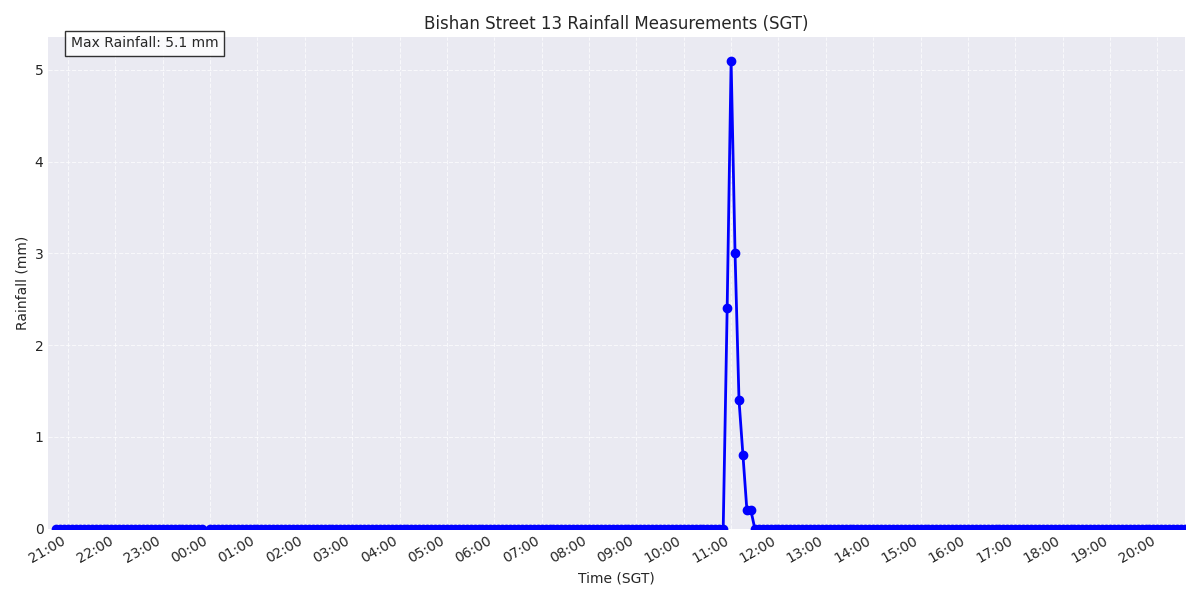 Bishan Street 13 Rainfall Measurements (SGT)
Max Rainfall: 5.1 mm
Rainfall (mm)
5
4
3
2
1
0
21:00 22:00 23:00 00:00 01:00 02:00 03:00 04:00 05:00 06:00 07:00 08:00 09:00 10:00 11:00 12:00 13:00 14:00 15:00 16:00 17:00 18:00 19:00 20:00
Time (SGT)